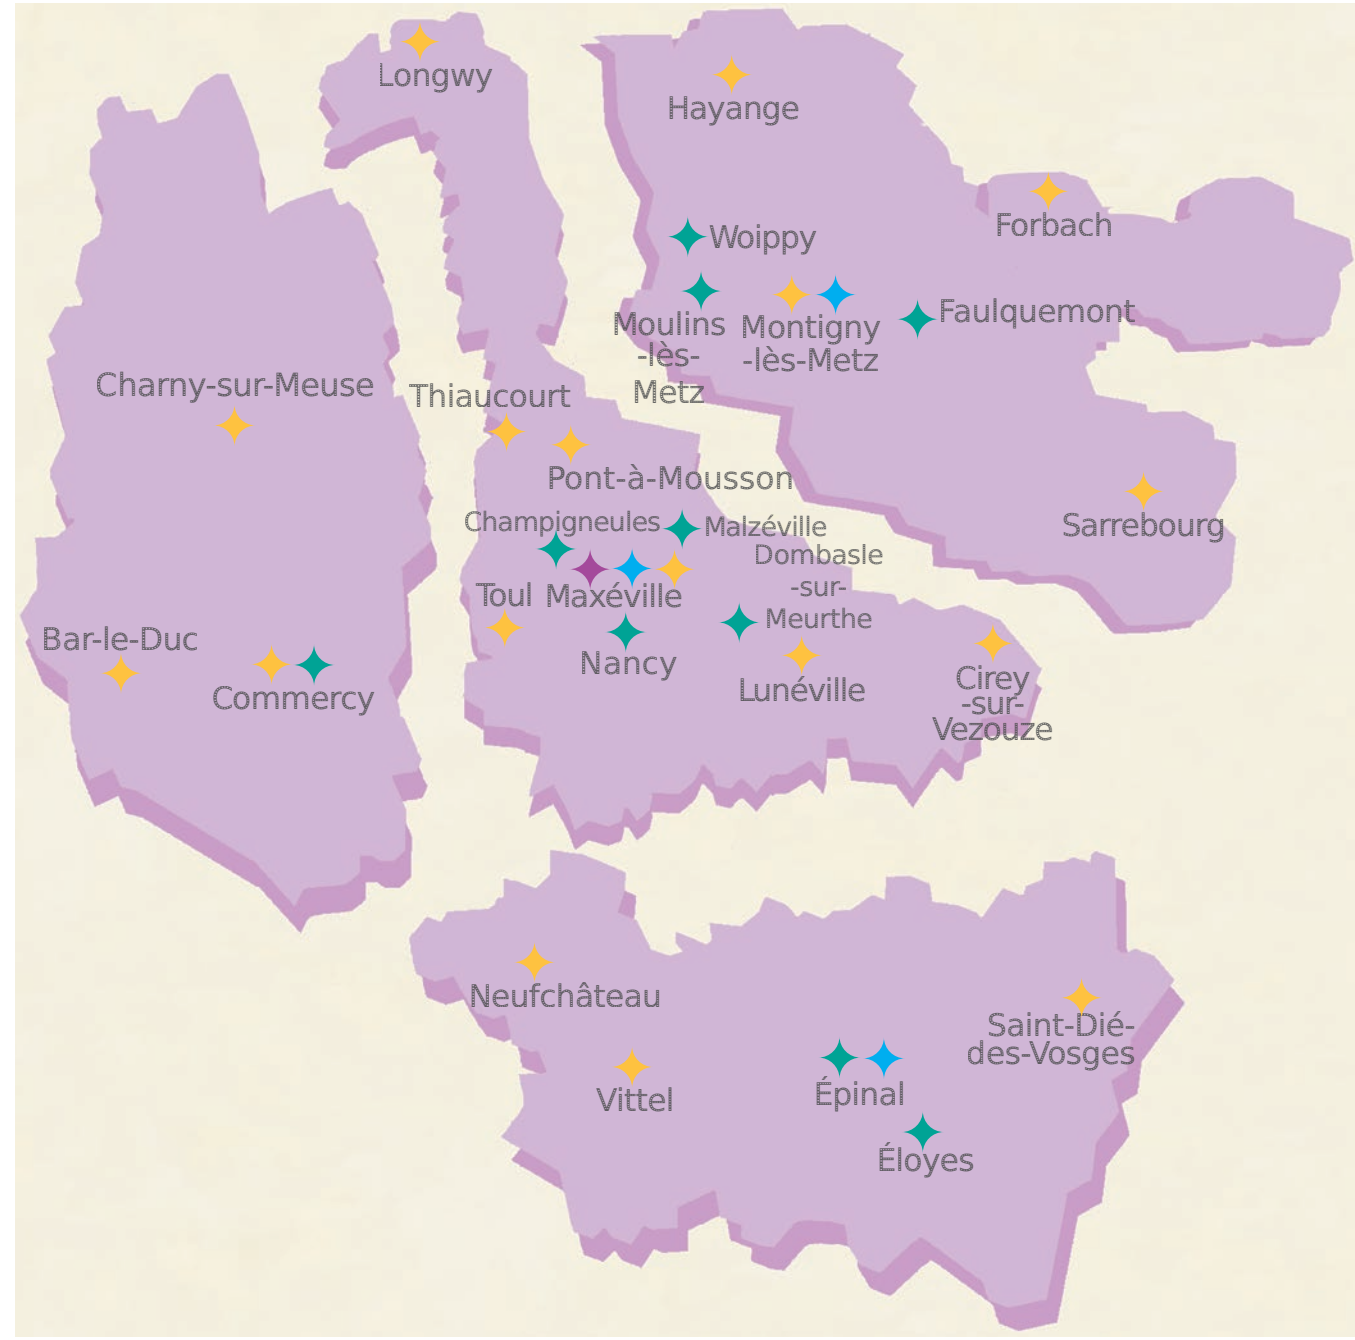 Longwy
Hayange
Forbach
Woippy
Moulins
-lès-
Metz
Montigny
-lès-Metz
Faulquemont
Charny-sur-Meuse
Thiaucourt
Pont-à-Mousson
Sarrebourg
Champigneules
Malzéville
Dombasle
-sur-
Meurthe
Toul
Maxéville
Bar-le-Duc
Commercy
Nancy
Lunéville
Cirey
-sur-
Vezouze
Neufchâteau
Saint-Dié-
des-Vosges
Vittel
Épinal
Éloyes